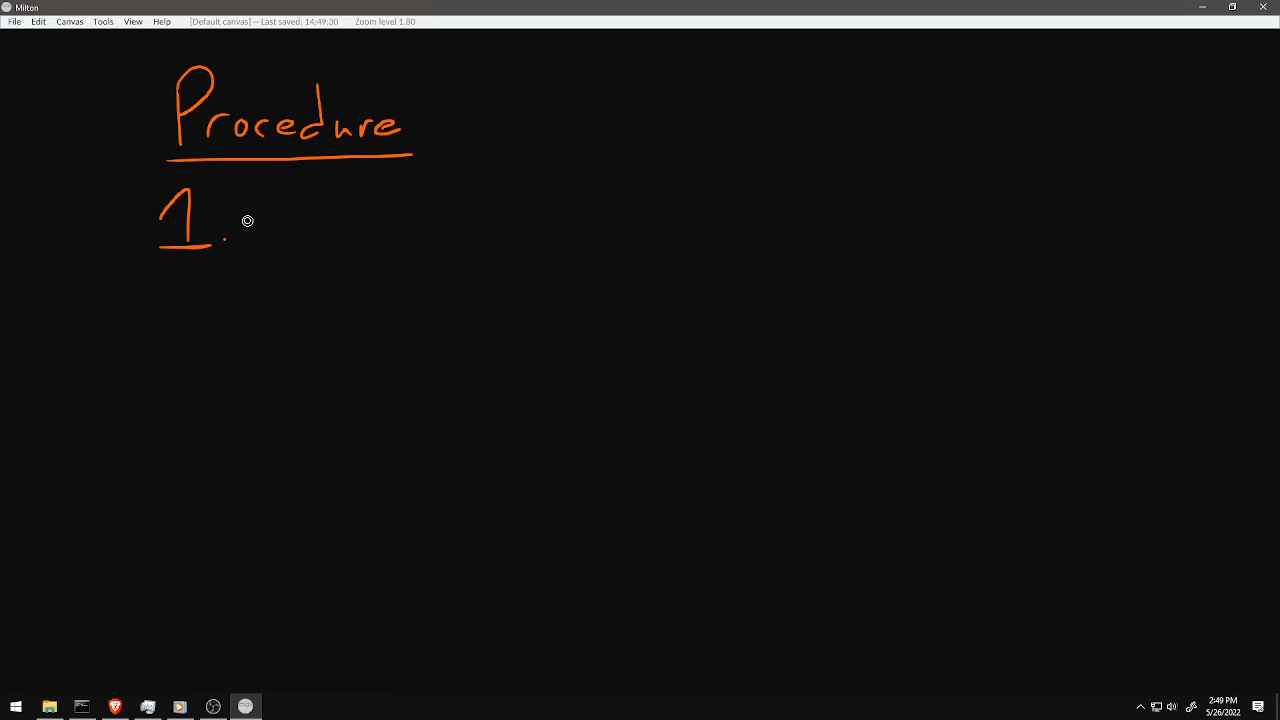 Milton
File Edit Canvas Tools View Help [Default canvas] -- Last saved: 14:49:30 Zoom level 1.80
Procedure
1.
2:49 PM
5/26/2022